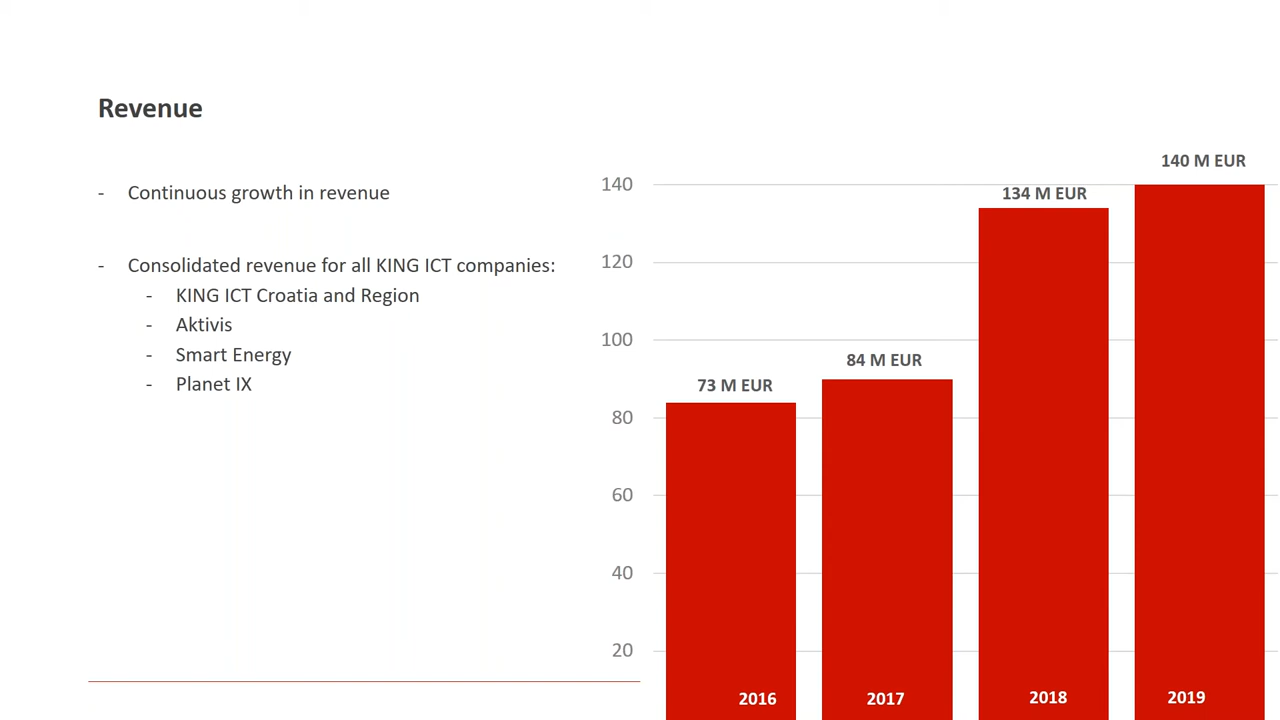 Revenue
- Continuous growth in revenue
- Consolidated revenue for all KING ICT companies:
- KING ICT Croatia and Region
- Aktivis
- Smart Energy
- Planet IX
140 M EUR
140
134 M EUR
120
100
84 M EUR
73 M EUR
80
60
40
20
2016
2017
2018
2019